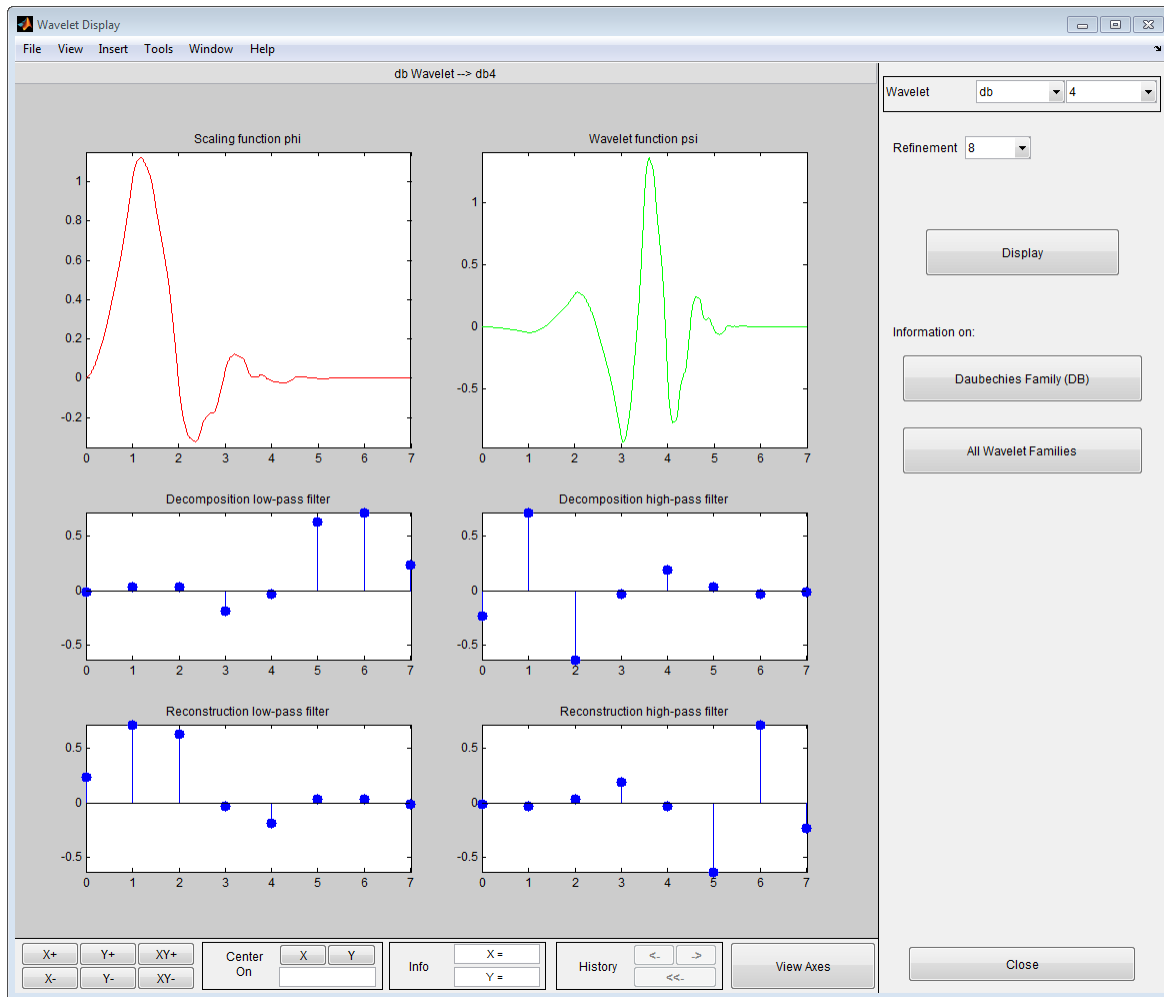 Wavelet Display
File View Insert Tools Window Help
db Wavelet --> db4
Scaling function phi
1
0.8
0.6
0.4
0.2
0
-0.2
0 1 2 3 4 5 6 7
Wavelet function psi
1
0.5
0
-0.5
0 1 2 3 4 5 6 7
Decomposition low-pass filter
0.5
0
-0.5
0 1 2 3 4 5 6 7
Decomposition high-pass filter
0.5
0
-0.5
0 1 2 3 4 5 6 7
Reconstruction low-pass filter
0.5
0
-0.5
0 1 2 3 4 5 6 7
Reconstruction high-pass filter
0.5
0
-0.5
0 1 2 3 4 5 6 7
Wavelet db 4
Refinement 8
Display
Information on:
Daubechies Family (DB)
All Wavelet Families
X+ Y+ XY+
X- Y- XY-
Center
On
X Y
Info
X =
Y =
History
<- ->
<<-
View Axes
Close